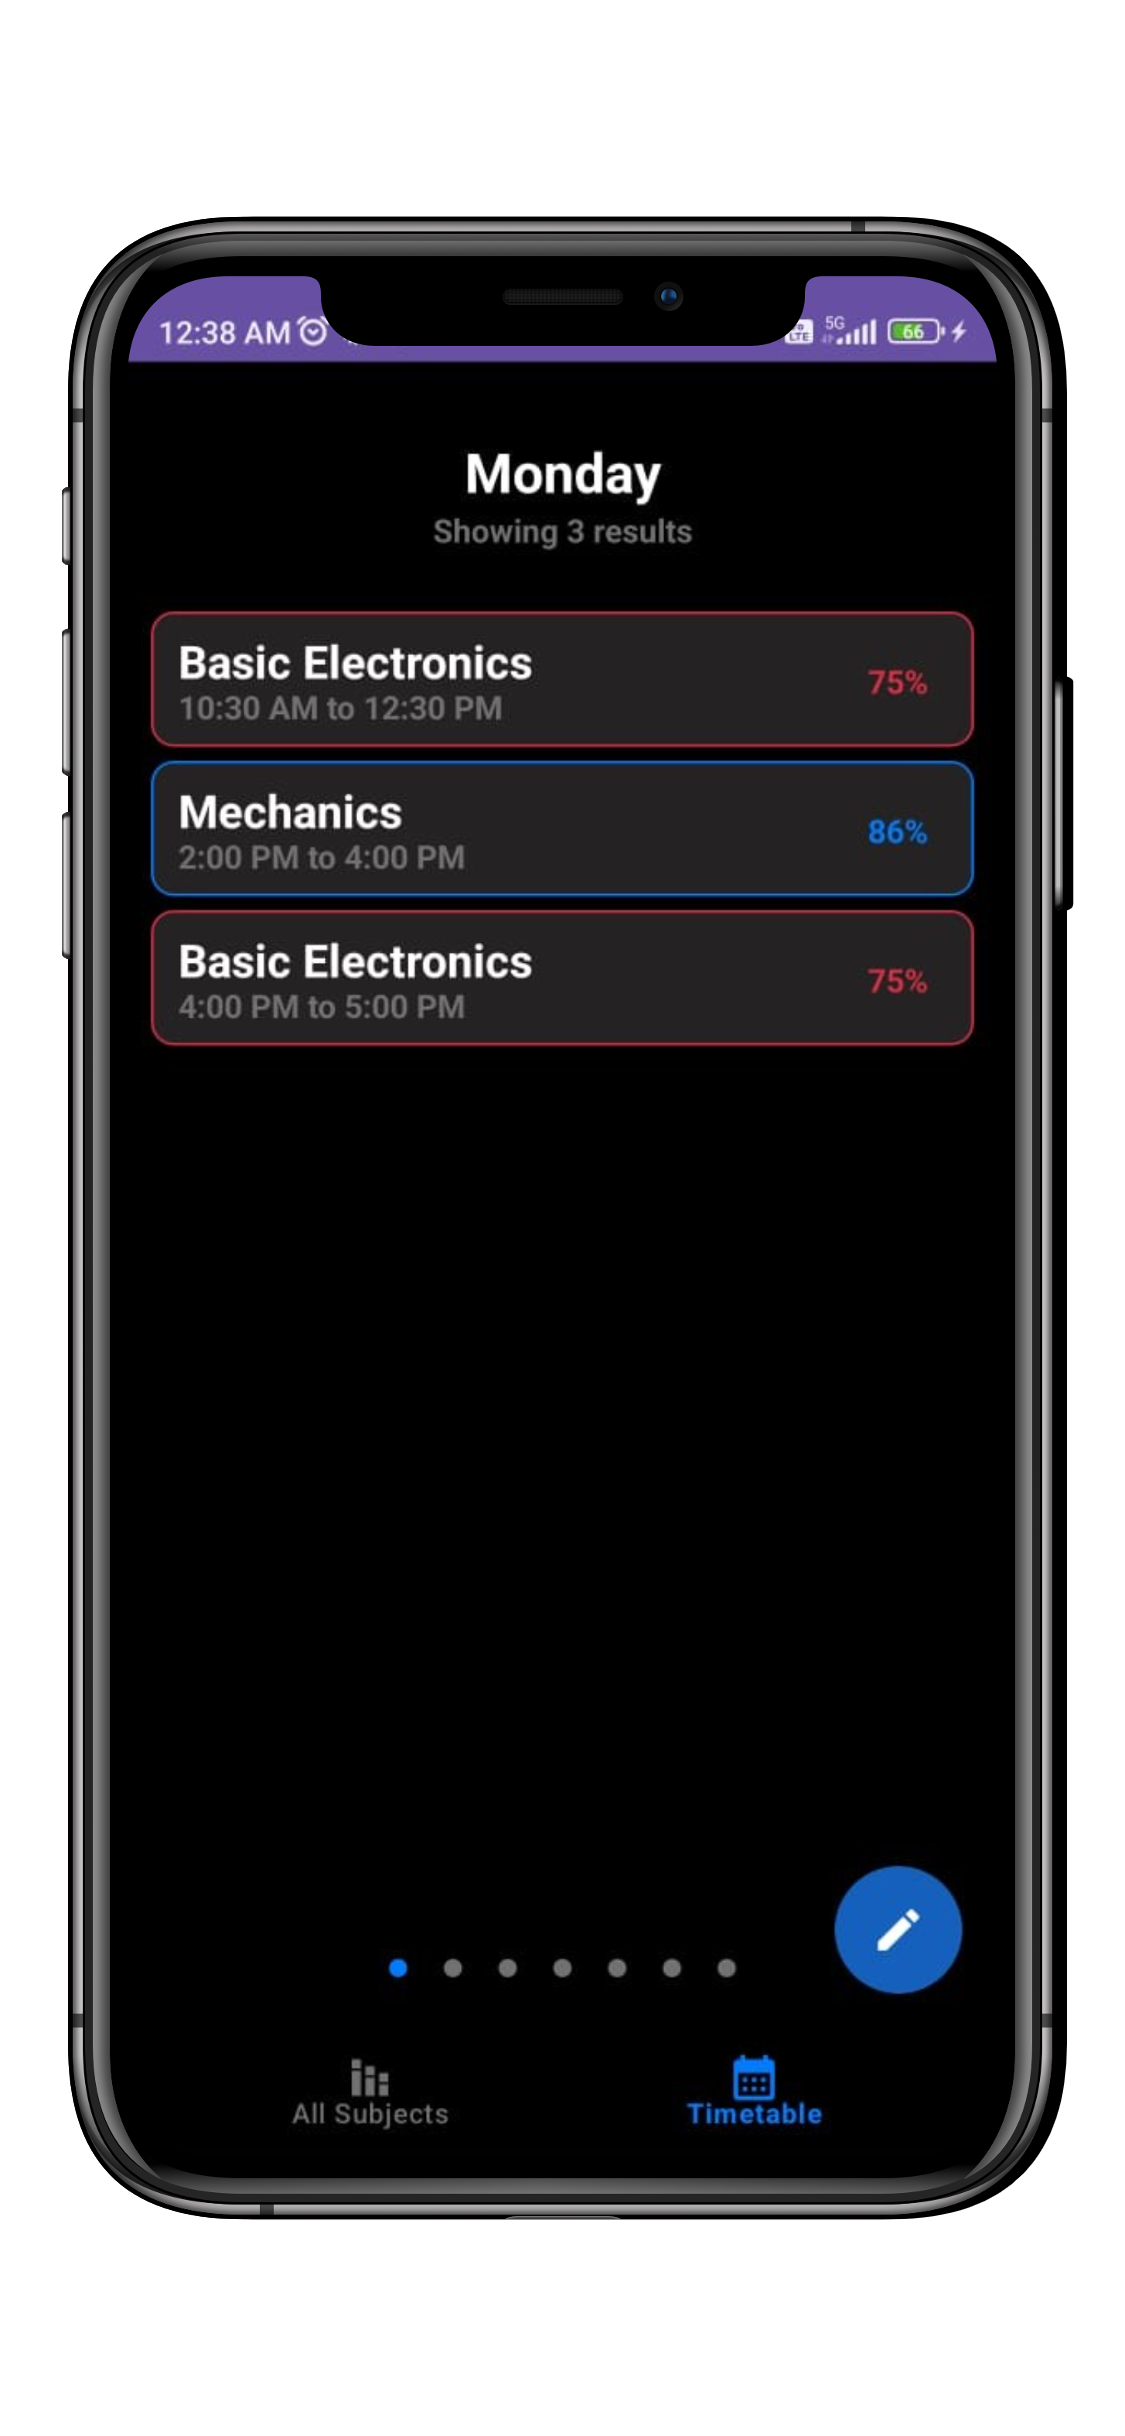 12:38 AM
5G
66
Monday
Showing 3 results
Basic Electronics
10:30 AM to 12:30 PM
75%
Mechanics
2:00 PM to 4:00 PM
86%
Basic Electronics
4:00 PM to 5:00 PM
75%
All Subjects
Timetable